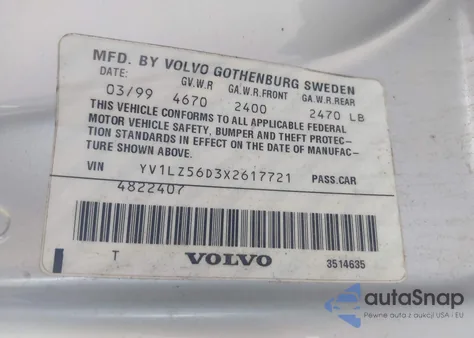 MFD. BY VOLVO GOTHENBURG SWEDEN
DATE: GV.W.R GA.W.R.FRONT GA.W.R.REAR
03/99 4670 2400 2470 LB
THIS VEHICLE CONFORMS TO ALL APPLICABLE FEDERAL
MOTOR VEHICLE SAFETY, BUMPER AND THEFT PROTEC-
TION STANDARDS IN EFFECT ON THE DATE OF MANUFAC-
TURE SHOWN ABOVE.
VIN YV1LZ56D3X2617721 PASS.CAR
4822407
T VOLVO 3514635
autoSnap
Pewne auta z aukcji USA i EU